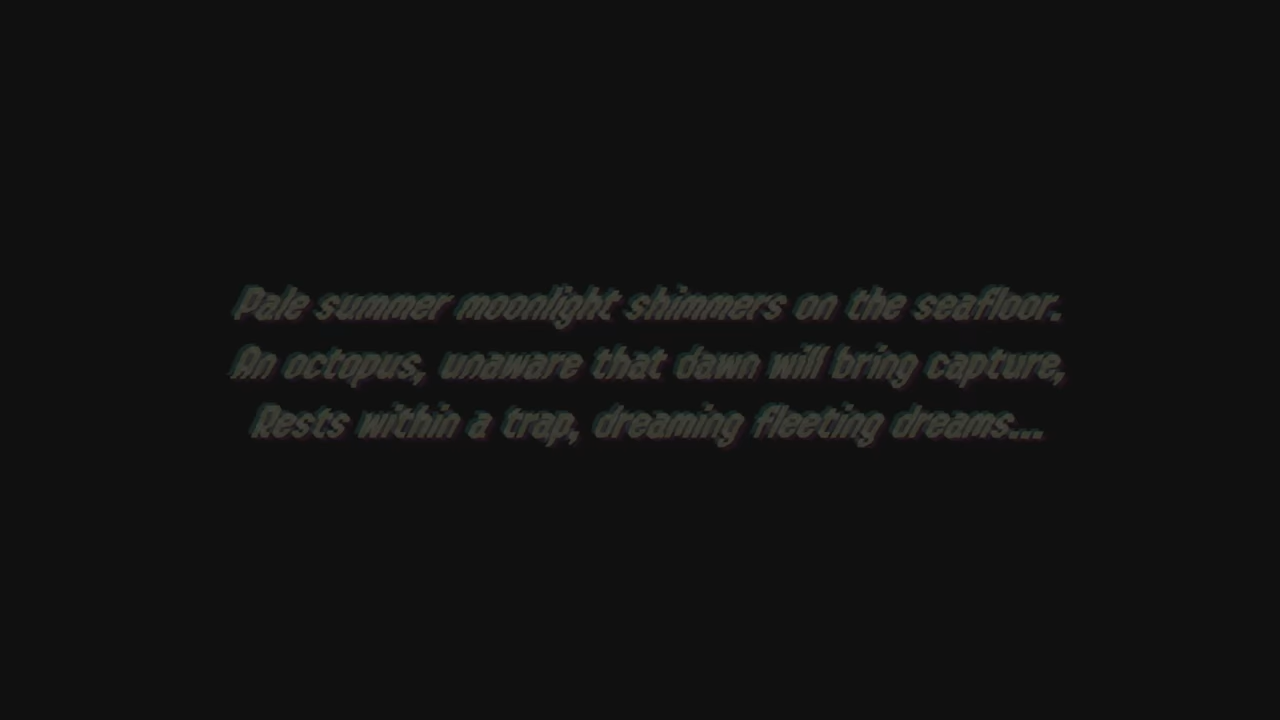 Pale summer moonlight shimmers on the seafloor.
An octopus, unaware that dawn will bring capture,
Rests within a trap, dreaming fleeting dreams...